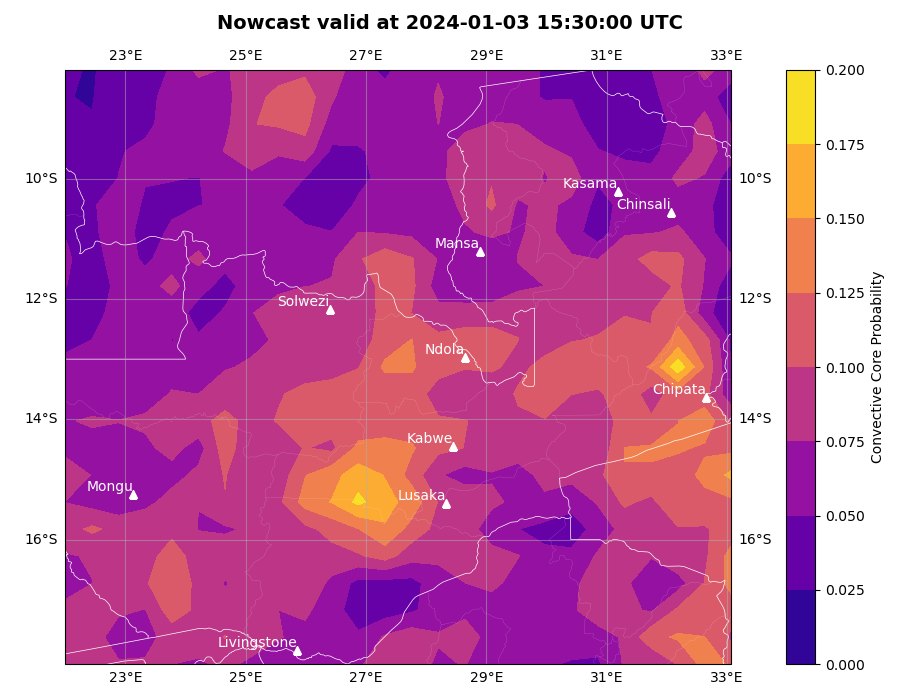 Nowcast valid at 2024-01-03 15:30:00 UTC
23°E 25°E 27°E 29°E 31°E 33°E
10°S 12°S 14°S 16°S
Kasama
Chinsali
Mansa
Solwezi
Ndola
Chipata
Kabwe
Mongu
Lusaka
Livingstone
10°S 12°S 14°S 16°S
23°E 25°E 27°E 29°E 31°E 33°E
0.200
0.175
0.150
0.125
0.100
0.075
0.050
0.025
0.000
Convective Core Probability